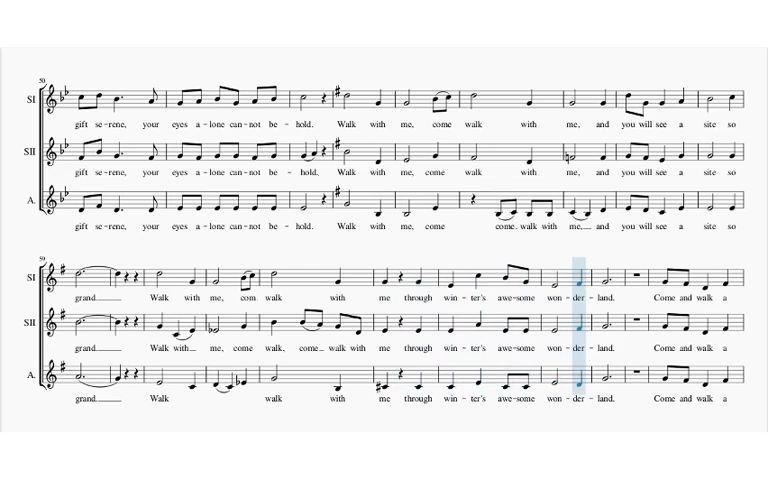 50
SI
gift se-rene, your eyes a-lone can-not be-hold. Walk with me, come walk with me, and you will see a site so
SII
gift se-rene, your eyes a-lone can-not be-hold, Walk with me, come walk with me, and you will see a site so
A.
gift se-rene, your eyes a-lone can-not be-hold. Walk with me, come. walk with me, and you will see a site so
59
SI
grand. Walk with me, com walk with me through win-ter's awe-some won-der-land. Come and walk a
SII
grand. Walk with me, come walk, come walk with me through win-ter's awe-some won-der-land. Come and walk a
A.
grand. Walk walk with me through win-ter's awe-some won-der-land. Come and walk a